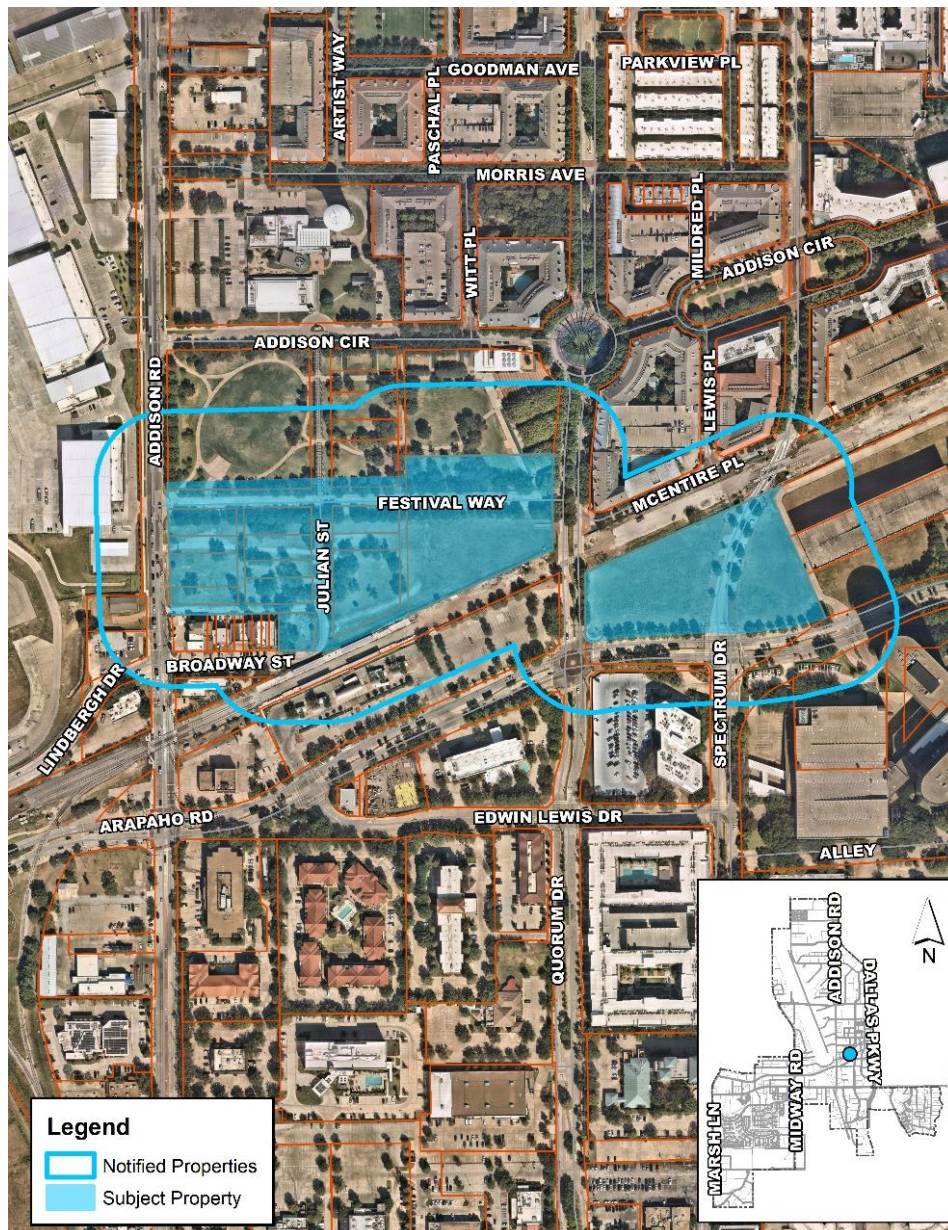 GOODMAN AVE
PARKVIEW PL
ARTIST WAY
PASCHAL PL
MORRIS AVE
WITT PL
MILDRED PL
ADDISON CIR
ADDISON CIR
ADDISON RD
LEWIS PL
MCENTIRE PL
FESTIVAL WAY
JULIAN ST
BROADWAY ST
LINDBERGH DR
SPECTRUM DR
ARAPAHO RD
EDWIN LEWIS DR
ALLEY
QUORUM DR
ADDISON RD
DALLAS PKWY
N
MIDWAY RD
MARSH LN
Legend
Notified Properties
Subject Property